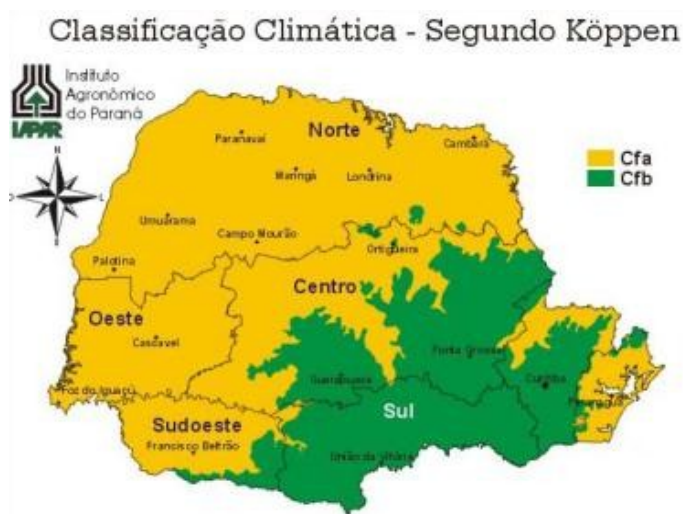 Classificação Climática - Segundo Köppen
Instituto
Agronômico
do Paraná
IAPAR
N
L
S
O
Cfa
Cfb
Norte
Paranavaí
Cambará
Maringá
Londrina
Umuarama
Campo Mourão
Ortigueira
Palotina
Centro
Oeste
Cascavel
Ponta Grossa
Guarapuava
Curitiba
Foz do Iguaçú
Paranaguá
Sudoeste
Sul
Francisco Beltrão
União da Vitória